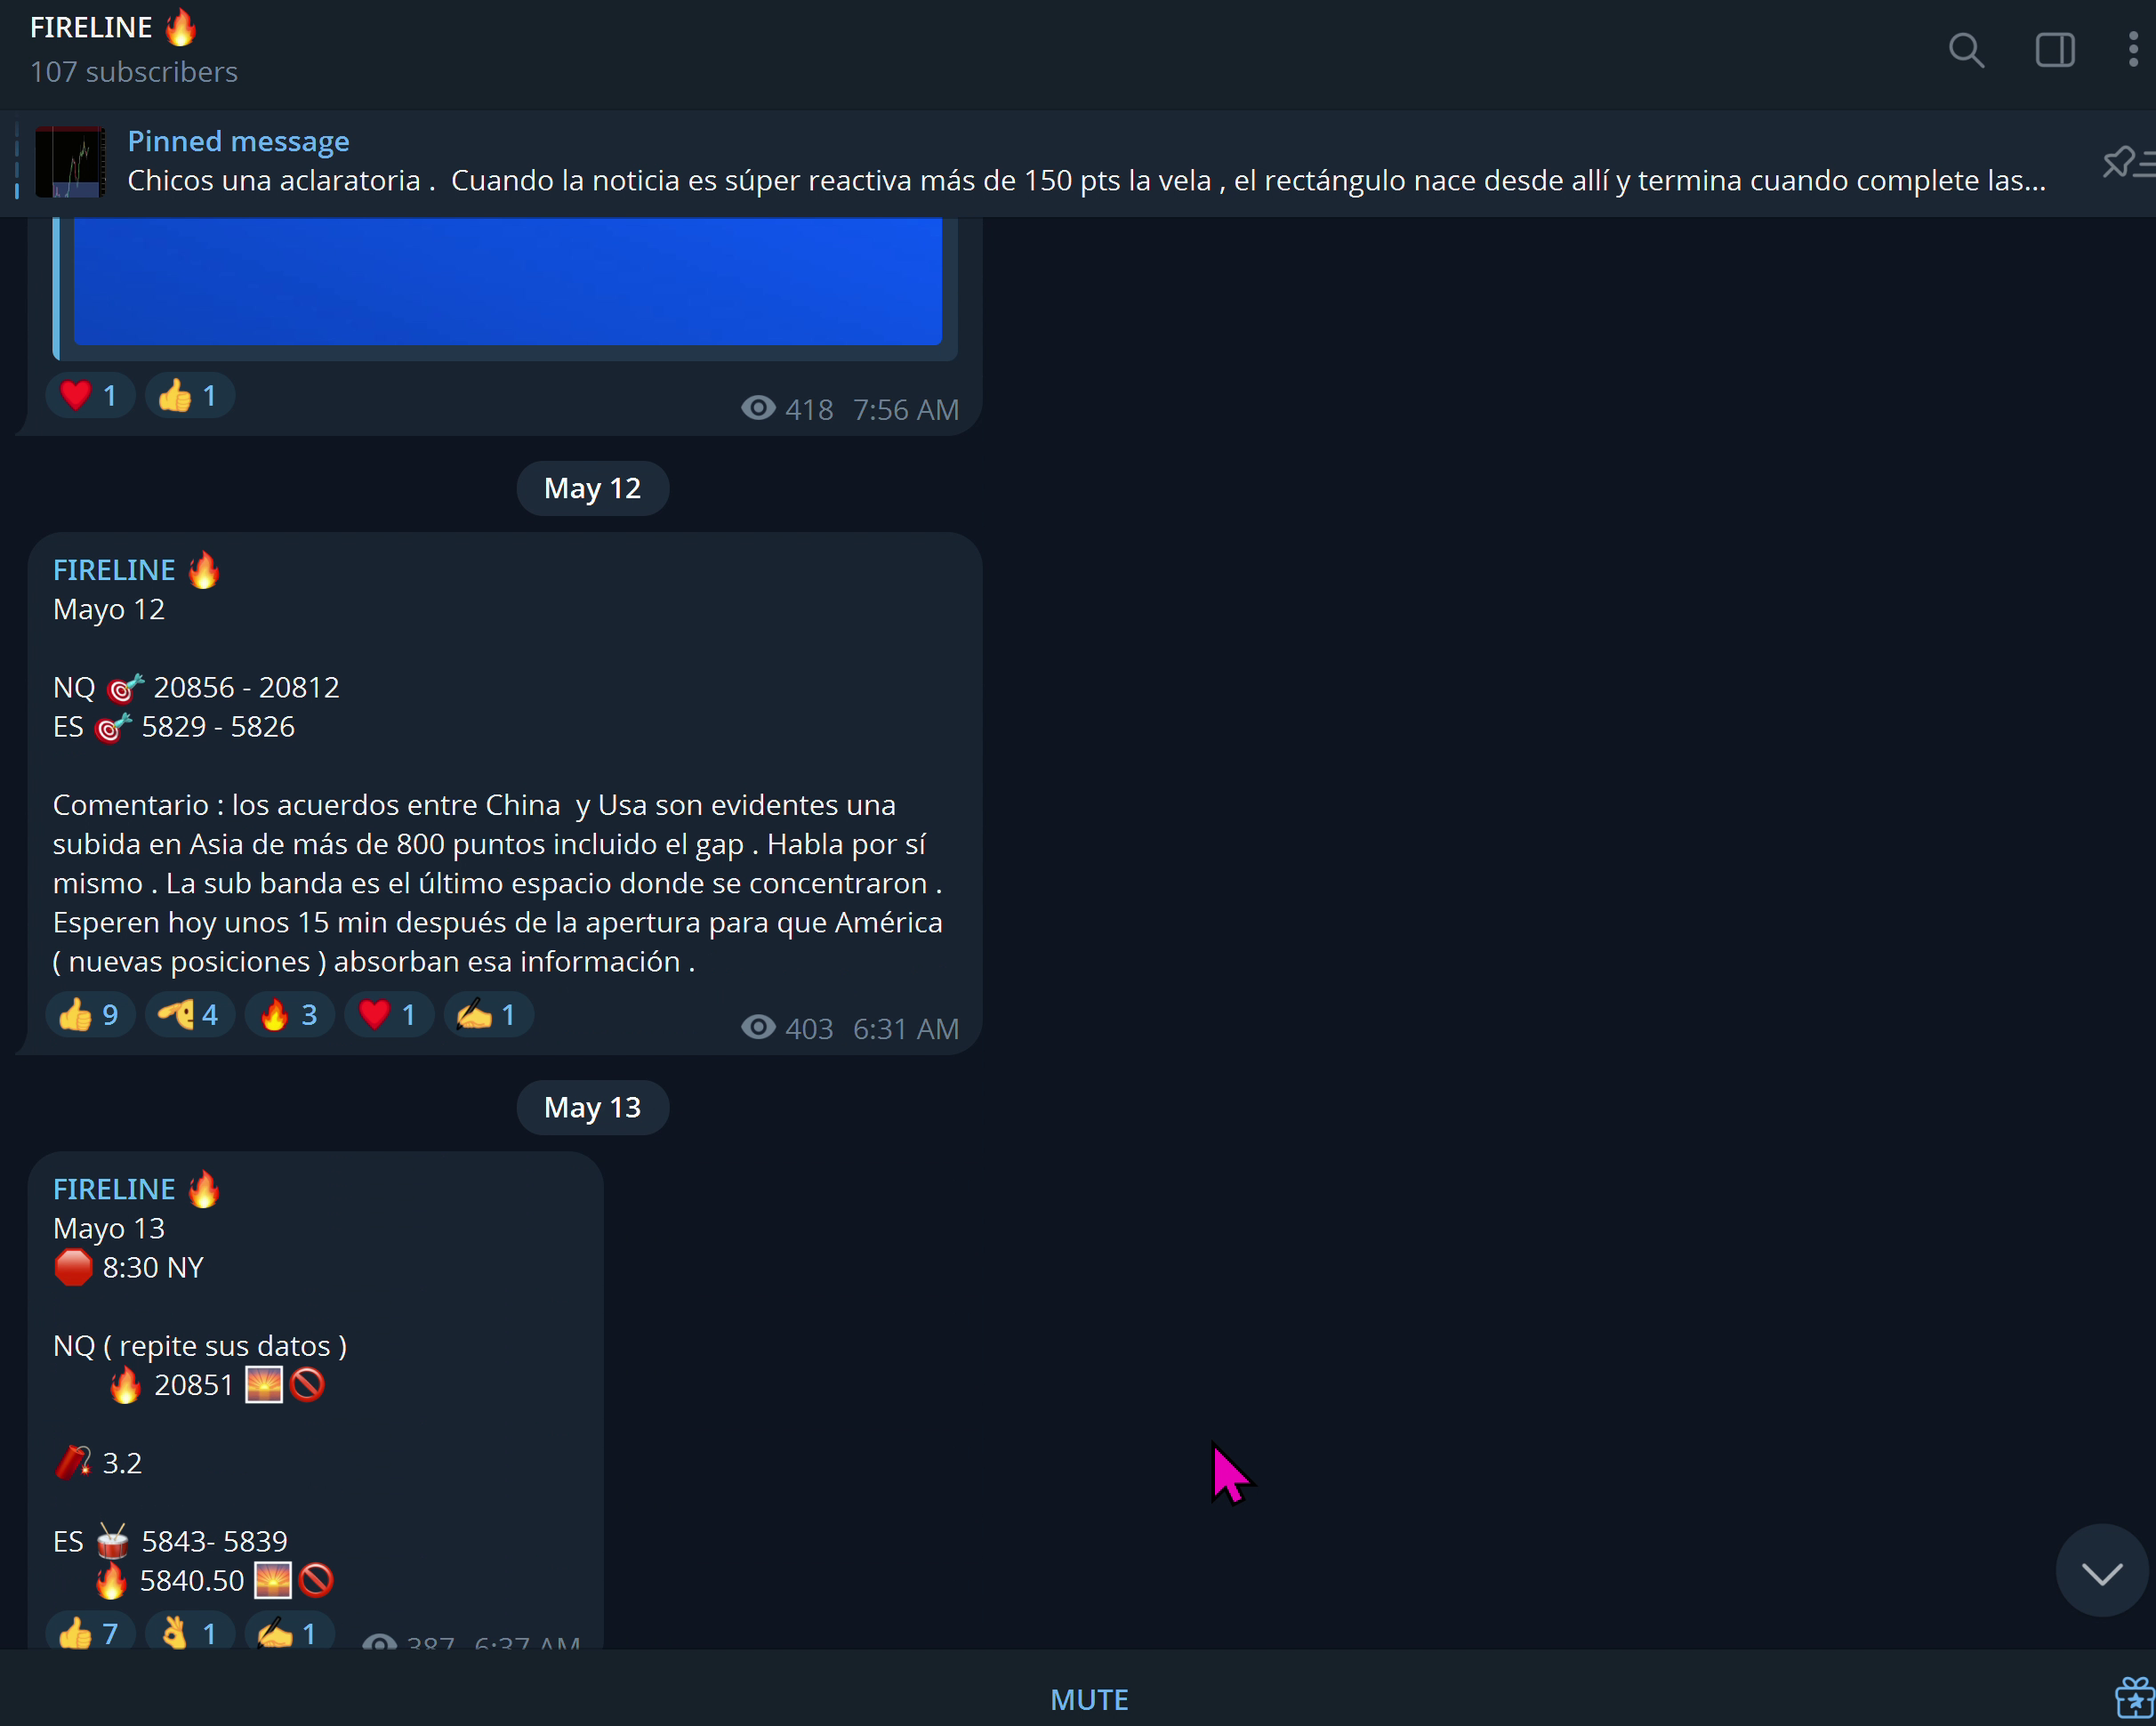 FIRELINE 🔥
107 subscribers
Pinned message
Chicos una aclaratoria .  Cuando la noticia es súper reactiva más de 150 pts la vela , el rectángulo nace desde allí y termina cuando complete las...
❤️ 1 👍 1 418 7:56 AM
May 12
FIRELINE 🔥
Mayo 12
NQ 🎯 20856 - 20812
ES 🎯 5829 - 5826
Comentario : los acuerdos entre China  y Usa son evidentes una
subida en Asia de más de 800 puntos incluido el gap . Habla por sí
mismo . La sub banda es el último espacio donde se concentraron .
Esperen hoy unos 15 min después de la apertura para que América
( nuevas posiciones ) absorban esa información .
👍 9 🫡 4 🔥 3 ❤️ 1 ✍️ 1 403 6:31 AM
May 13
FIRELINE 🔥
Mayo 13
🛑 8:30 NY
NQ ( repite sus datos )
🔥 20851 🌅🚫
🧨 3.2
ES 🥁 5843- 5839
🔥 5840.50 🌅🚫
👍 7 👌 1 ✍️ 1 387 6:37 AM
MUTE